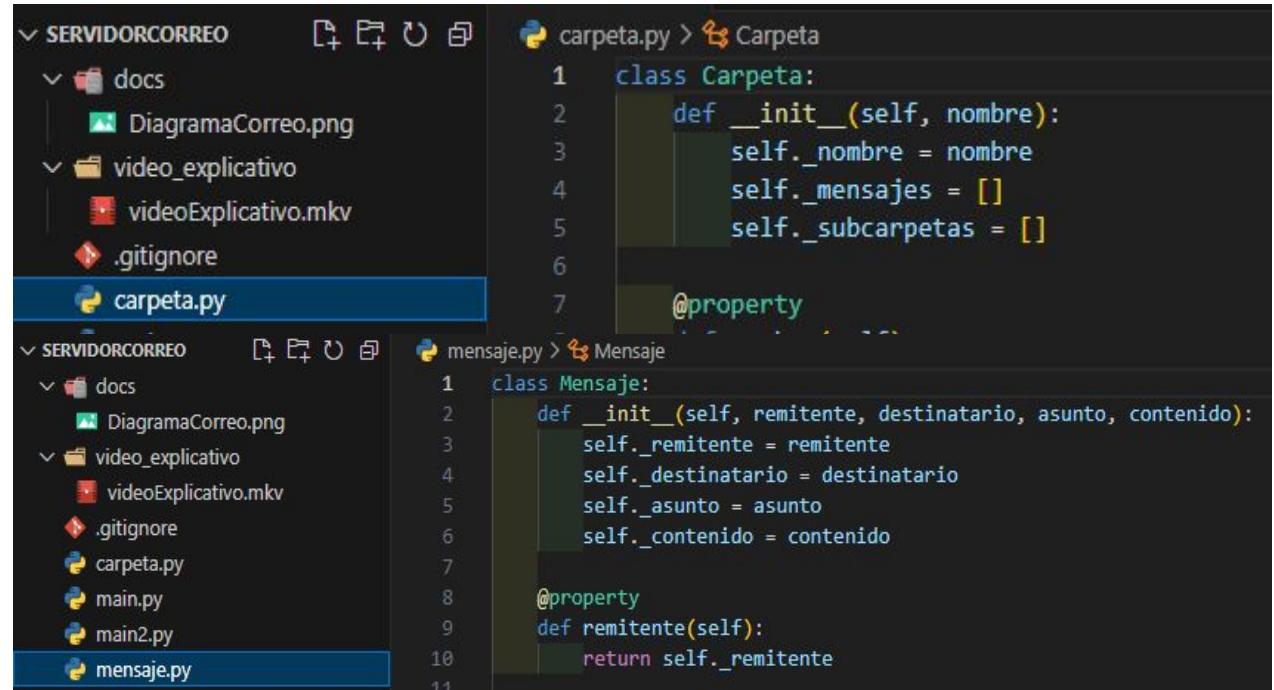 SERVIDORCORREO
docs
DiagramaCorreo.png
video_explicativo
videoExplicativo.mkv
.gitignore
carpeta.py
carpeta.py > Carpeta
1 class Carpeta:
2 def __init__(self, nombre):
3 self._nombre = nombre
4 self._mensajes = []
5 self._subcarpetas = []
6
7 @property
SERVIDORCORREO
docs
DiagramaCorreo.png
video_explicativo
videoExplicativo.mkv
.gitignore
carpeta.py
main.py
main2.py
mensaje.py
mensaje.py > Mensaje
1 class Mensaje:
2 def __init__(self, remitente, destinatario, asunto, contenido):
3 self._remitente = remitente
4 self._destinatario = destinatario
5 self._asunto = asunto
6 self._contenido = contenido
7
8 @property
9 def remitente(self):
10 return self._remitente